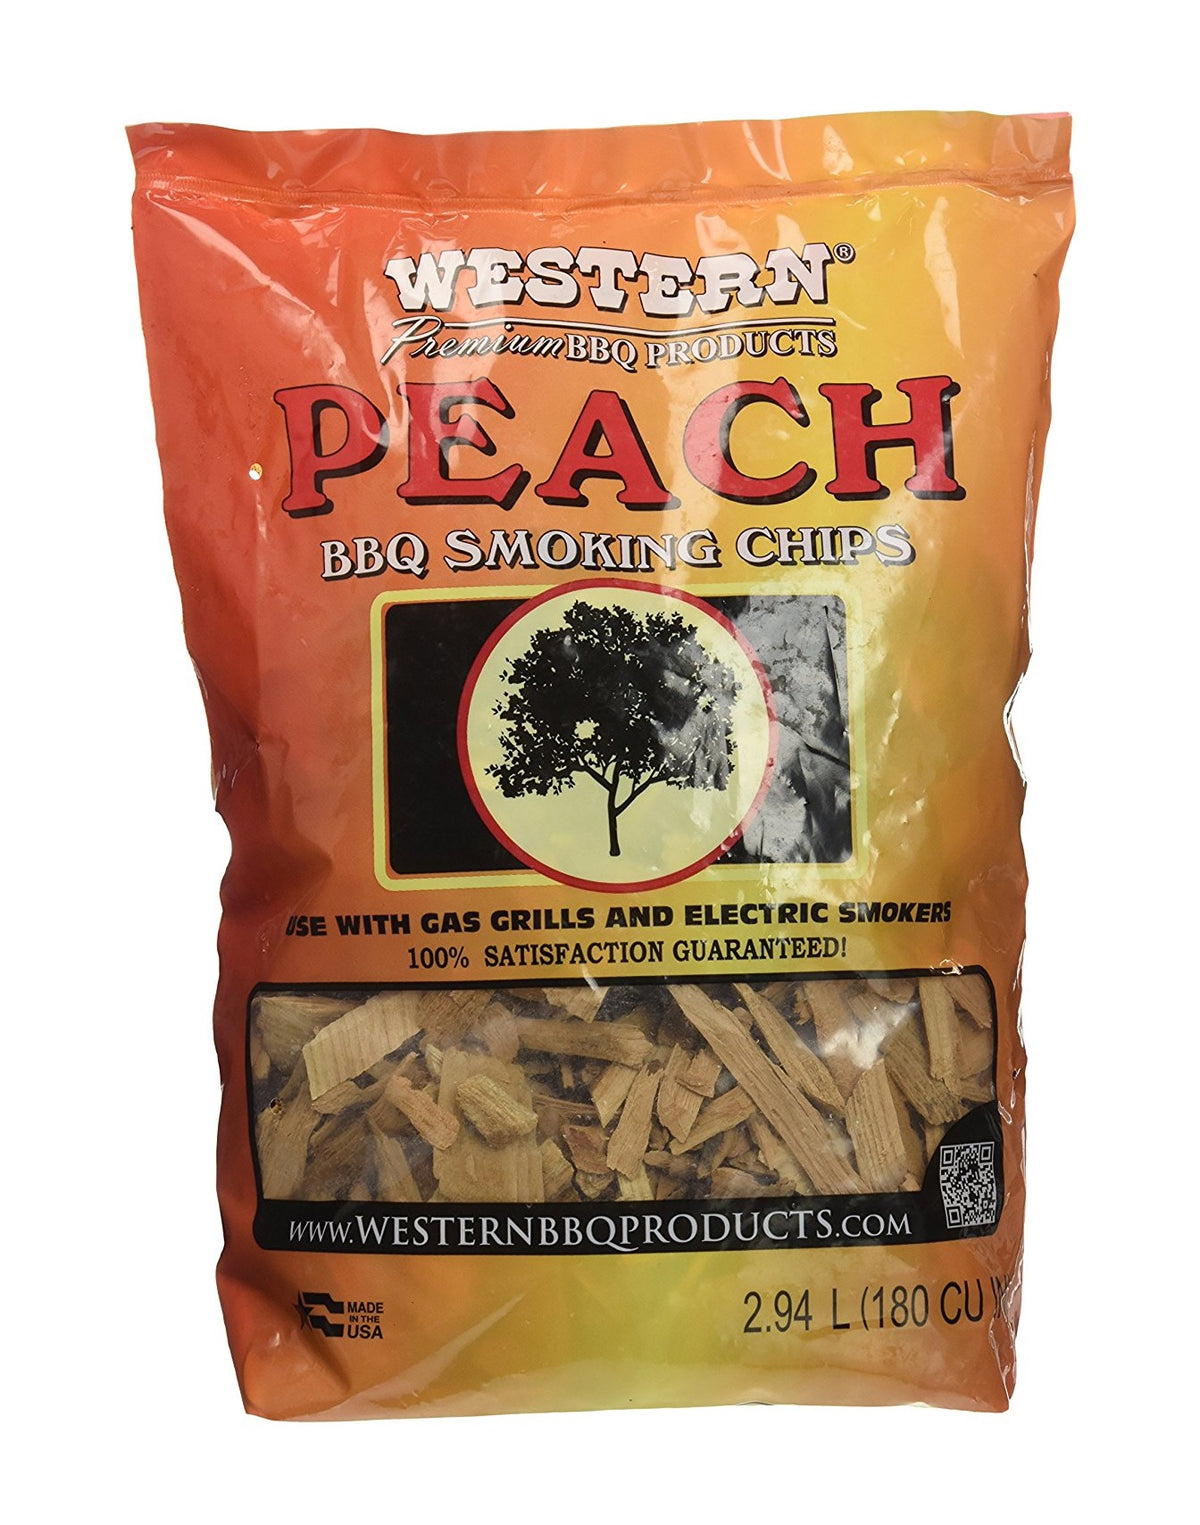 WESTERN®
Premium BBQ PRODUCTS
PEACH
BBQ SMOKING CHIPS
USE WITH GAS GRILLS AND ELECTRIC SMOKERS
100% SATISFACTION GUARANTEED!
WWW.WESTERNBBQPRODUCTS.COM
MADE
IN THE
USA
2.94 L (180 CU IN